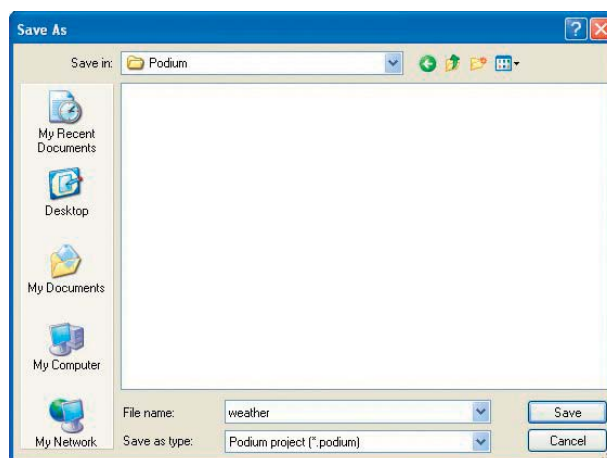 Save As
Save in:
Podium
My Recent
Documents
Desktop
My Documents
My Computer
My Network
File name:
weather
Save
Save as type:
Podium project (*.podium)
Cancel